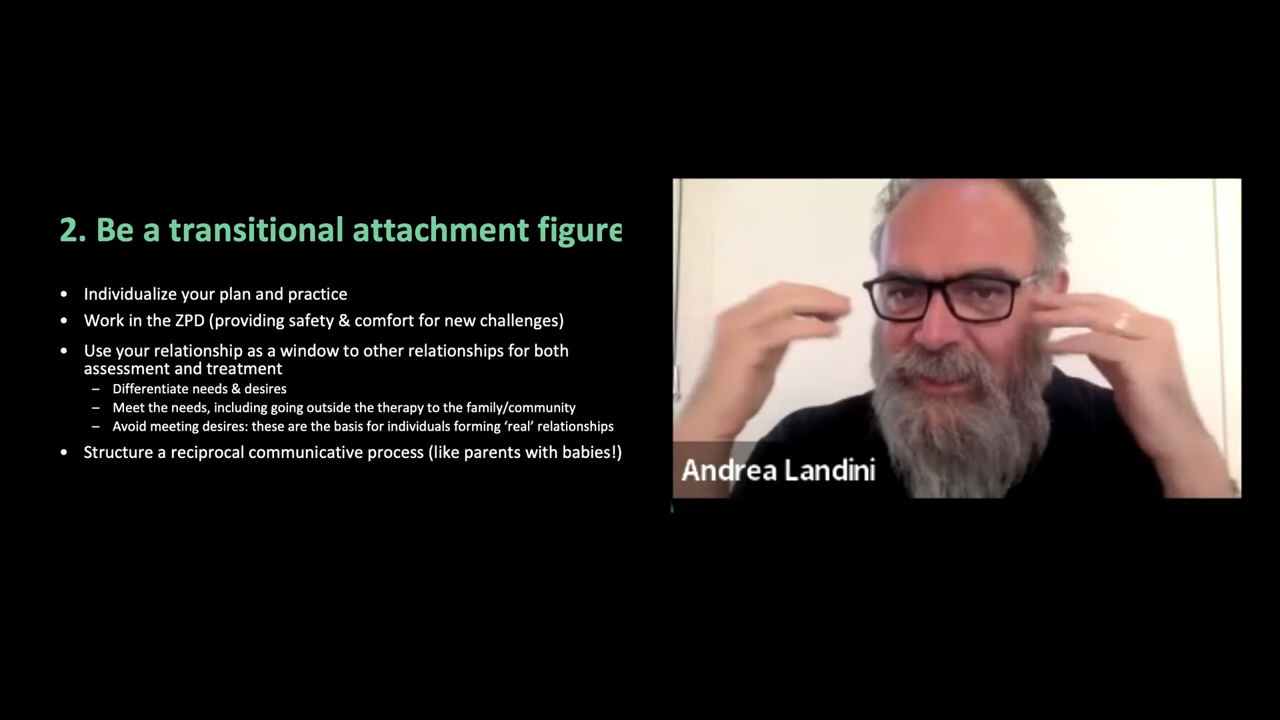 2. Be a transitional attachment figure
• Individualize your plan and practice
• Work in the ZPD (providing safety & comfort for new challenges)
• Use your relationship as a window to other relationships for both
assessment and treatment
– Differentiate needs & desires
– Meet the needs, including going outside the therapy to the family/community
– Avoid meeting desires: these are the basis for individuals forming ‘real’ relationships
• Structure a reciprocal communicative process (like parents with babies!)
Andrea Landini